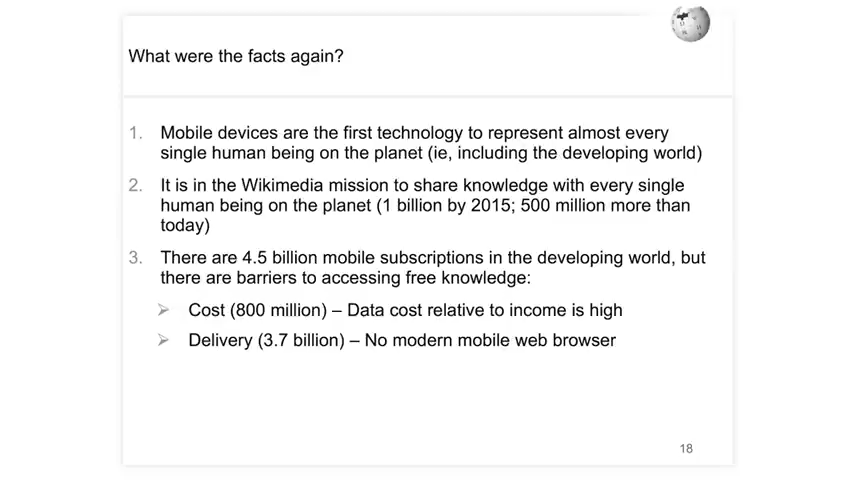 What were the facts again?
1. Mobile devices are the first technology to represent almost every
single human being on the planet (ie, including the developing world)
2. It is in the Wikimedia mission to share knowledge with every single
human being on the planet (1 billion by 2015; 500 million more than
today)
3. There are 4.5 billion mobile subscriptions in the developing world, but
there are barriers to accessing free knowledge:
➢ Cost (800 million) – Data cost relative to income is high
➢ Delivery (3.7 billion) – No modern mobile web browser
18